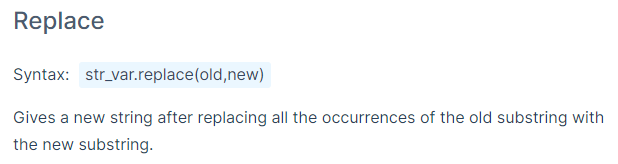 Replace
Syntax: str_var.replace(old,new)
Gives a new string after replacing all the occurrences of the old substring with
the new substring.